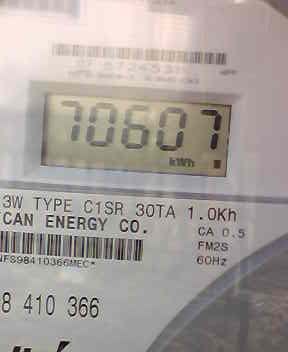 70607
kWh
3W TYPE C1SR 30TA 1.0Kh
CAN ENERGY CO.
CA 0.5
FM2S
60Hz
NFS98410366MEC*
8 410 366